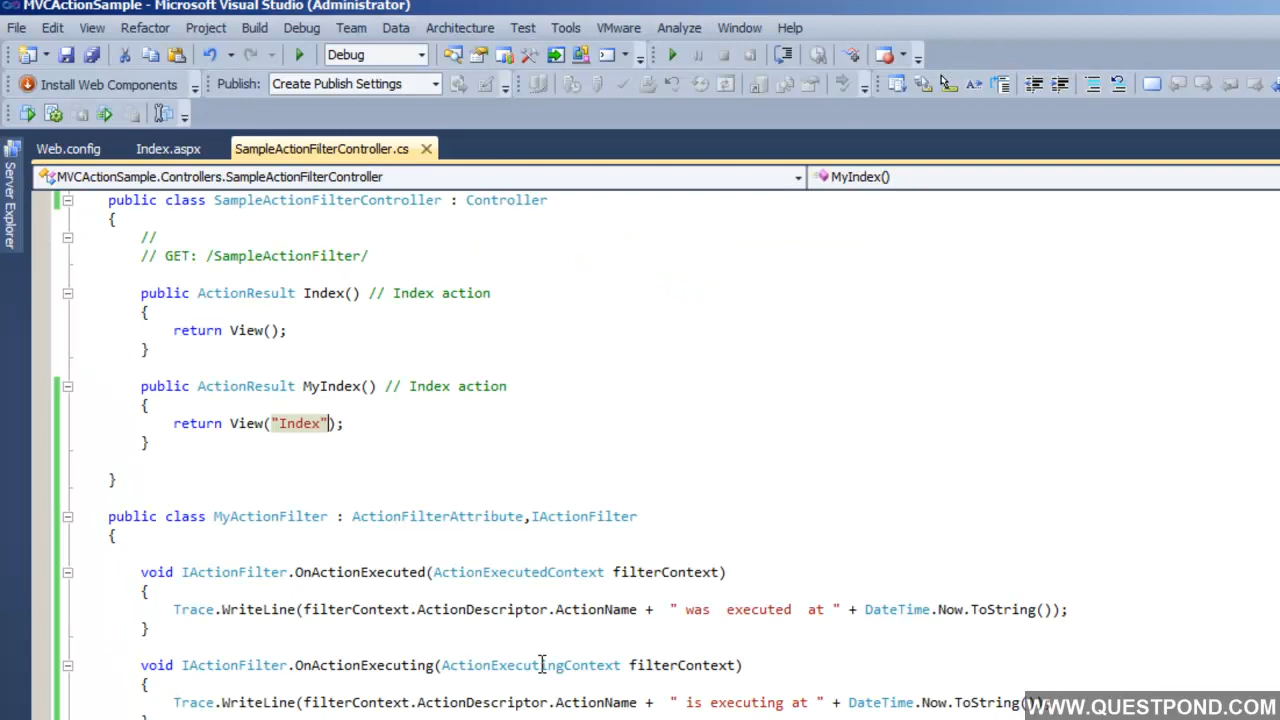 MVCActionSample - Microsoft Visual Studio (Administrator)
File Edit View Refactor Project Build Debug Team Data Architecture Test Tools VMware Analyze Window Help
Debug
Install Web Components Publish: Create Publish Settings
Web.config Index.aspx SampleActionFilterController.cs
MVCActionSample.Controllers.SampleActionFilterController MyIndex()
Server Explorer
public class SampleActionFilterController : Controller
{
//
// GET: /SampleActionFilter/
public ActionResult Index() // Index action
{
return View();
}
public ActionResult MyIndex() // Index action
{
return View("Index");
}
}
public class MyActionFilter : ActionFilterAttribute,IActionFilter
{
void IActionFilter.OnActionExecuted(ActionExecutedContext filterContext)
{
Trace.WriteLine(filterContext.ActionDescriptor.ActionName +  " was  executed  at " + DateTime.Now.ToString());
}
void IActionFilter.OnActionExecuting(ActionExecutingContext filterContext)
{
Trace.WriteLine(filterContext.ActionDescriptor.ActionName +  " is executing at " + DateTime.Now.ToString());
WWW.QUESTPOND.COM